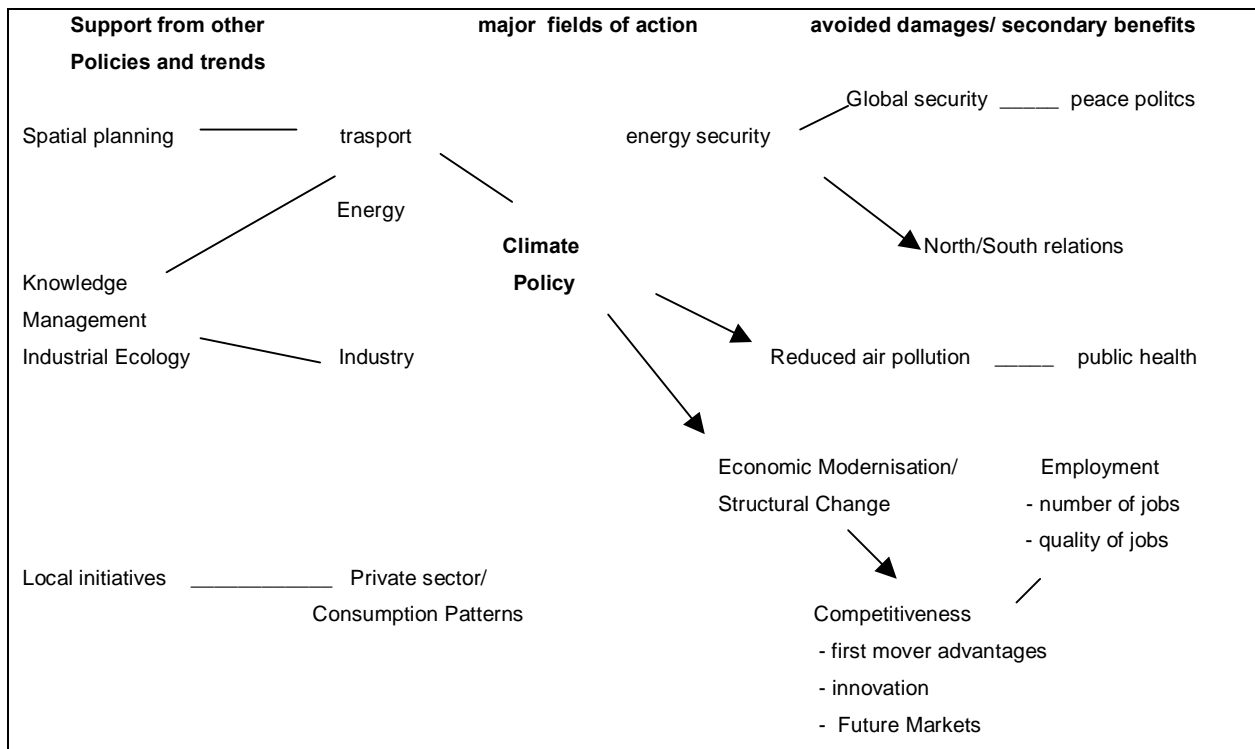 Support from other major fields of action avoided damages/ secondary benefits
Policies and trends
Global security _____ peace politcs
Spatial planning trasport energy security
Energy
Climate North/South relations
Knowledge Policy
Management
Industrial Ecology Industry Reduced air pollution _____ public health
Economic Modernisation/ Employment
Structural Change - number of jobs
- quality of jobs
Local initiatives _____________ Private sector/
Consumption Patterns Competitiveness
- first mover advantages
- innovation
- Future Markets